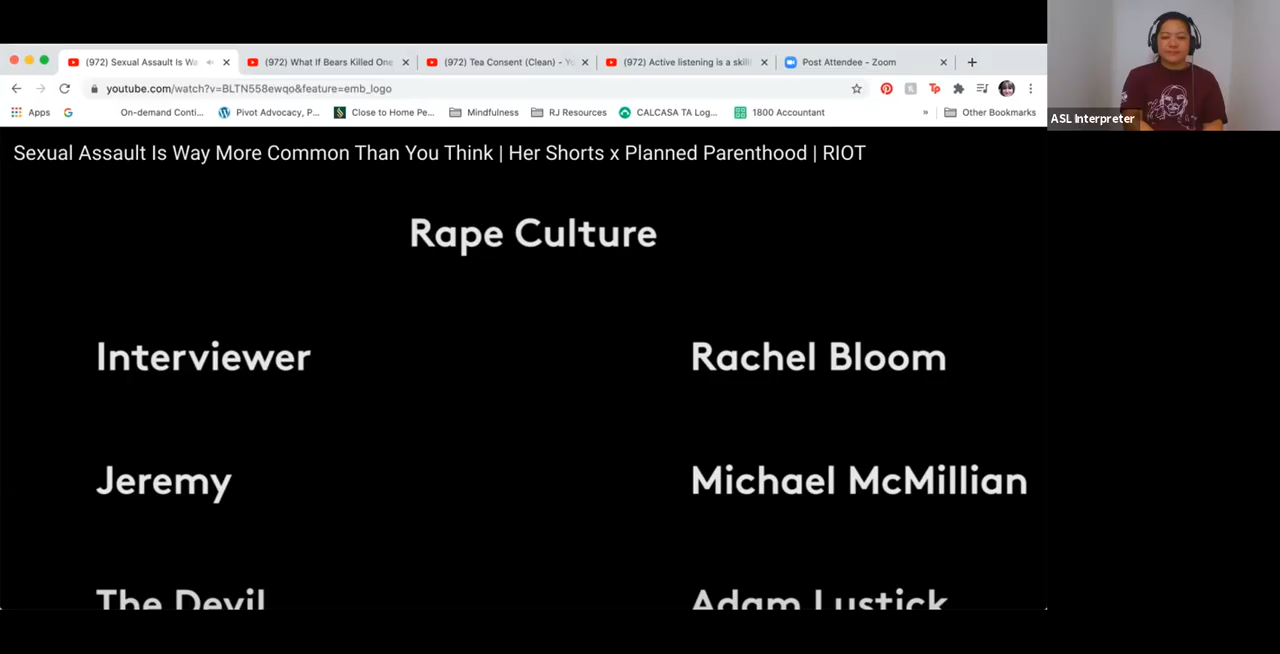 (972) Sexual Assault Is Wa
(972) What If Bears Killed One
(972) Tea Consent (Clean) - Yo
(972) Active listening is a skill
Post Attendee - Zoom
youtube.com/watch?v=BLTN558ewqo&feature=emb_logo
Apps
On-demand Conti...
Pivot Advocacy, P...
Close to Home Pe...
Mindfulness
RJ Resources
CALCASA TA Log...
1800 Accountant
»
Other Bookmarks
ASL Interpreter
Sexual Assault Is Way More Common Than You Think | Her Shorts x Planned Parenthood | RIOT
Rape Culture
Interviewer Rachel Bloom
Jeremy Michael McMillian
The Devil Adam Lustick